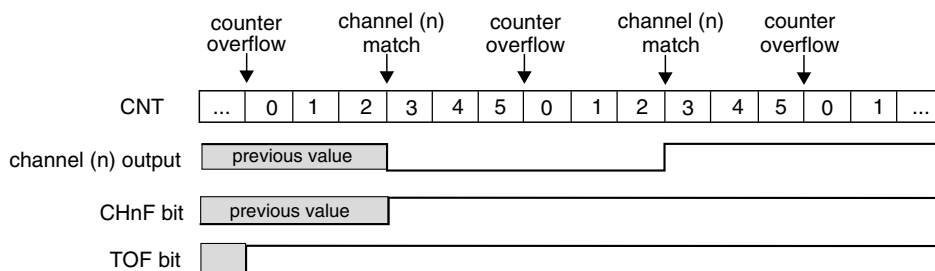 counter overflow
channel (n) match
counter overflow
channel (n) match
counter overflow
CNT ... 0 1 2 3 4 5 0 1 2 3 4 5 0 1 ...
channel (n) output previous value
CHnF bit previous value
TOF bit